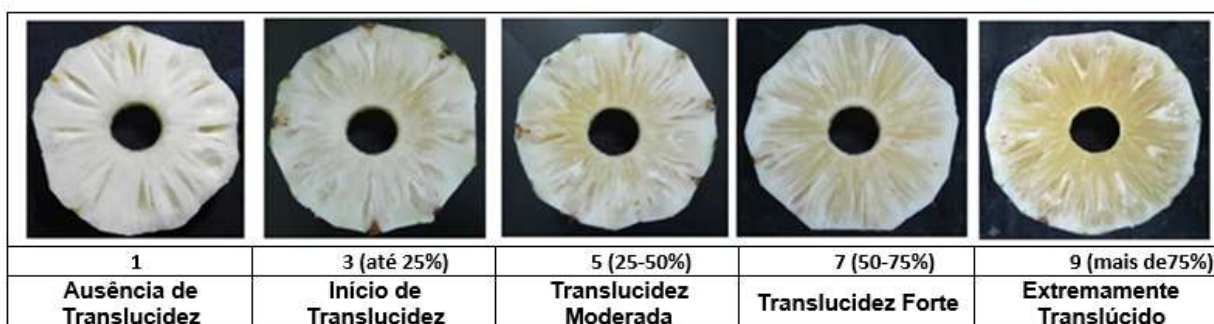 1
3 (até 25%)
5 (25-50%)
7 (50-75%)
9 (mais de75%)
Ausência de
Translucidez
Início de
Translucidez
Translucidez
Moderada
Translucidez Forte
Extremamente
Translúcido